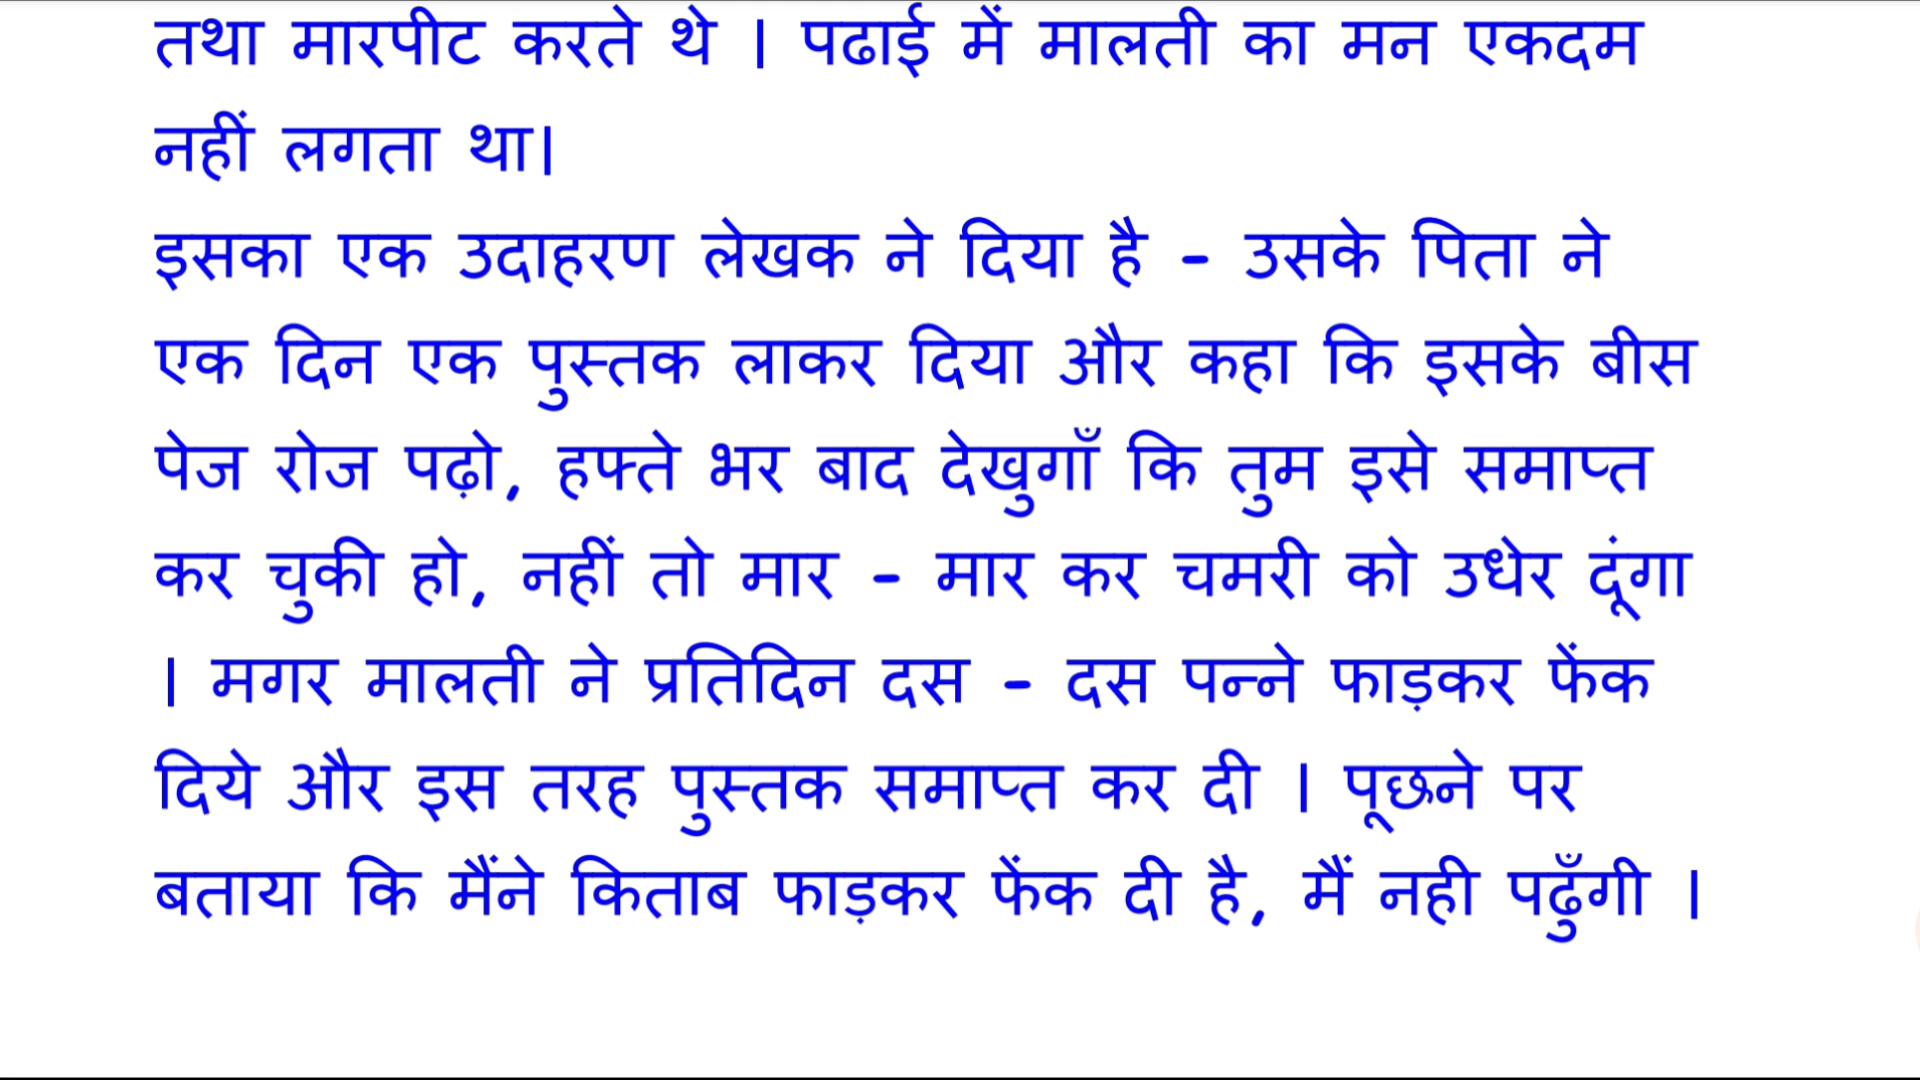 तथा मारपीट करते थे । पढाई में मालती का मन एकदम
नहीं लगता था।
इसका एक उदाहरण लेखक ने दिया है - उसके पिता ने
एक दिन एक पुस्तक लाकर दिया और कहा कि इसके बीस
पेज रोज पढ़ो, हफ्ते भर बाद देखुगाँ कि तुम इसे समाप्त
कर चुकी हो, नहीं तो मार - मार कर चमरी को उधेर दूंगा
। मगर मालती ने प्रतिदिन दस - दस पन्ने फाड़कर फेंक
दिये और इस तरह पुस्तक समाप्त कर दी । पूछने पर
बताया कि मैंने किताब फाड़कर फेंक दी है, मैं नही पढुँगी ।